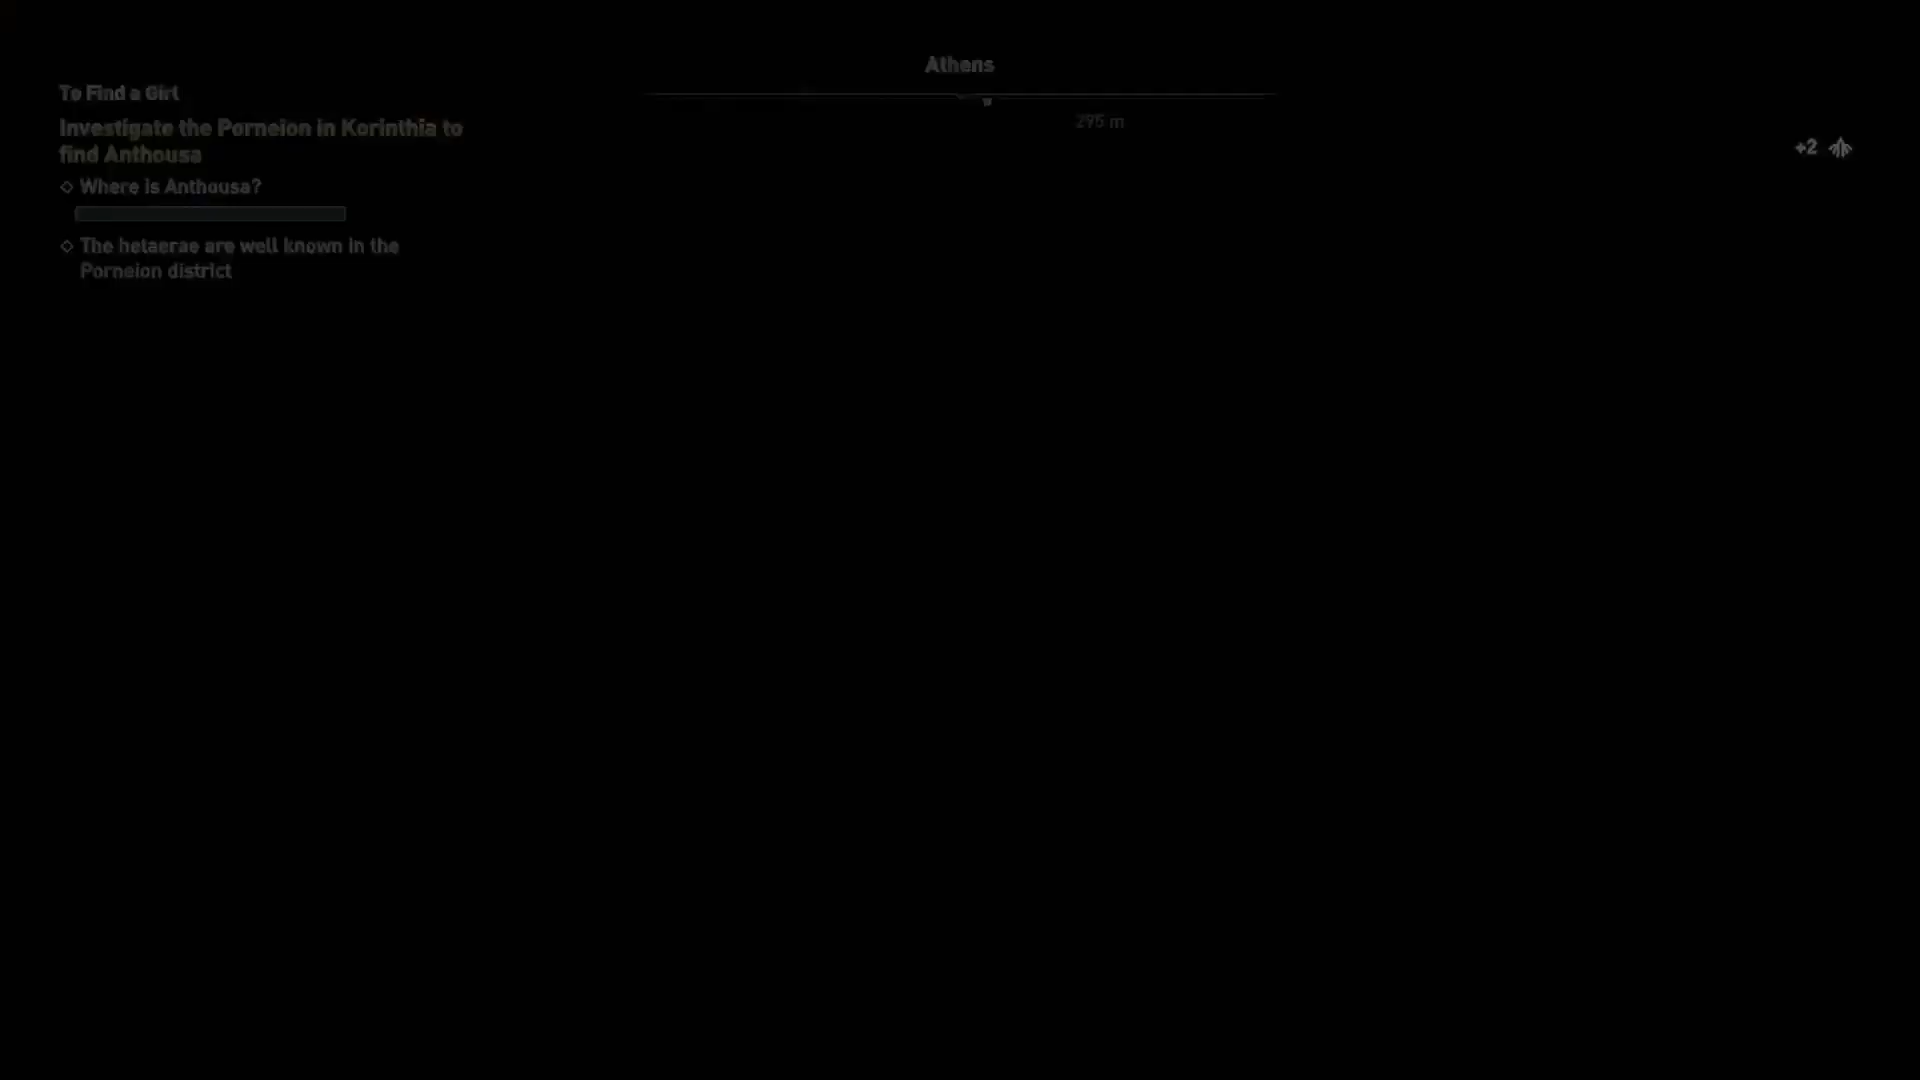 Athens
To Find a Girl
295 m
Investigate the Porneion in Korinthia to
find Anthousa
+2
Where is Anthousa?
The hetaerae are well known in the
Porneion district